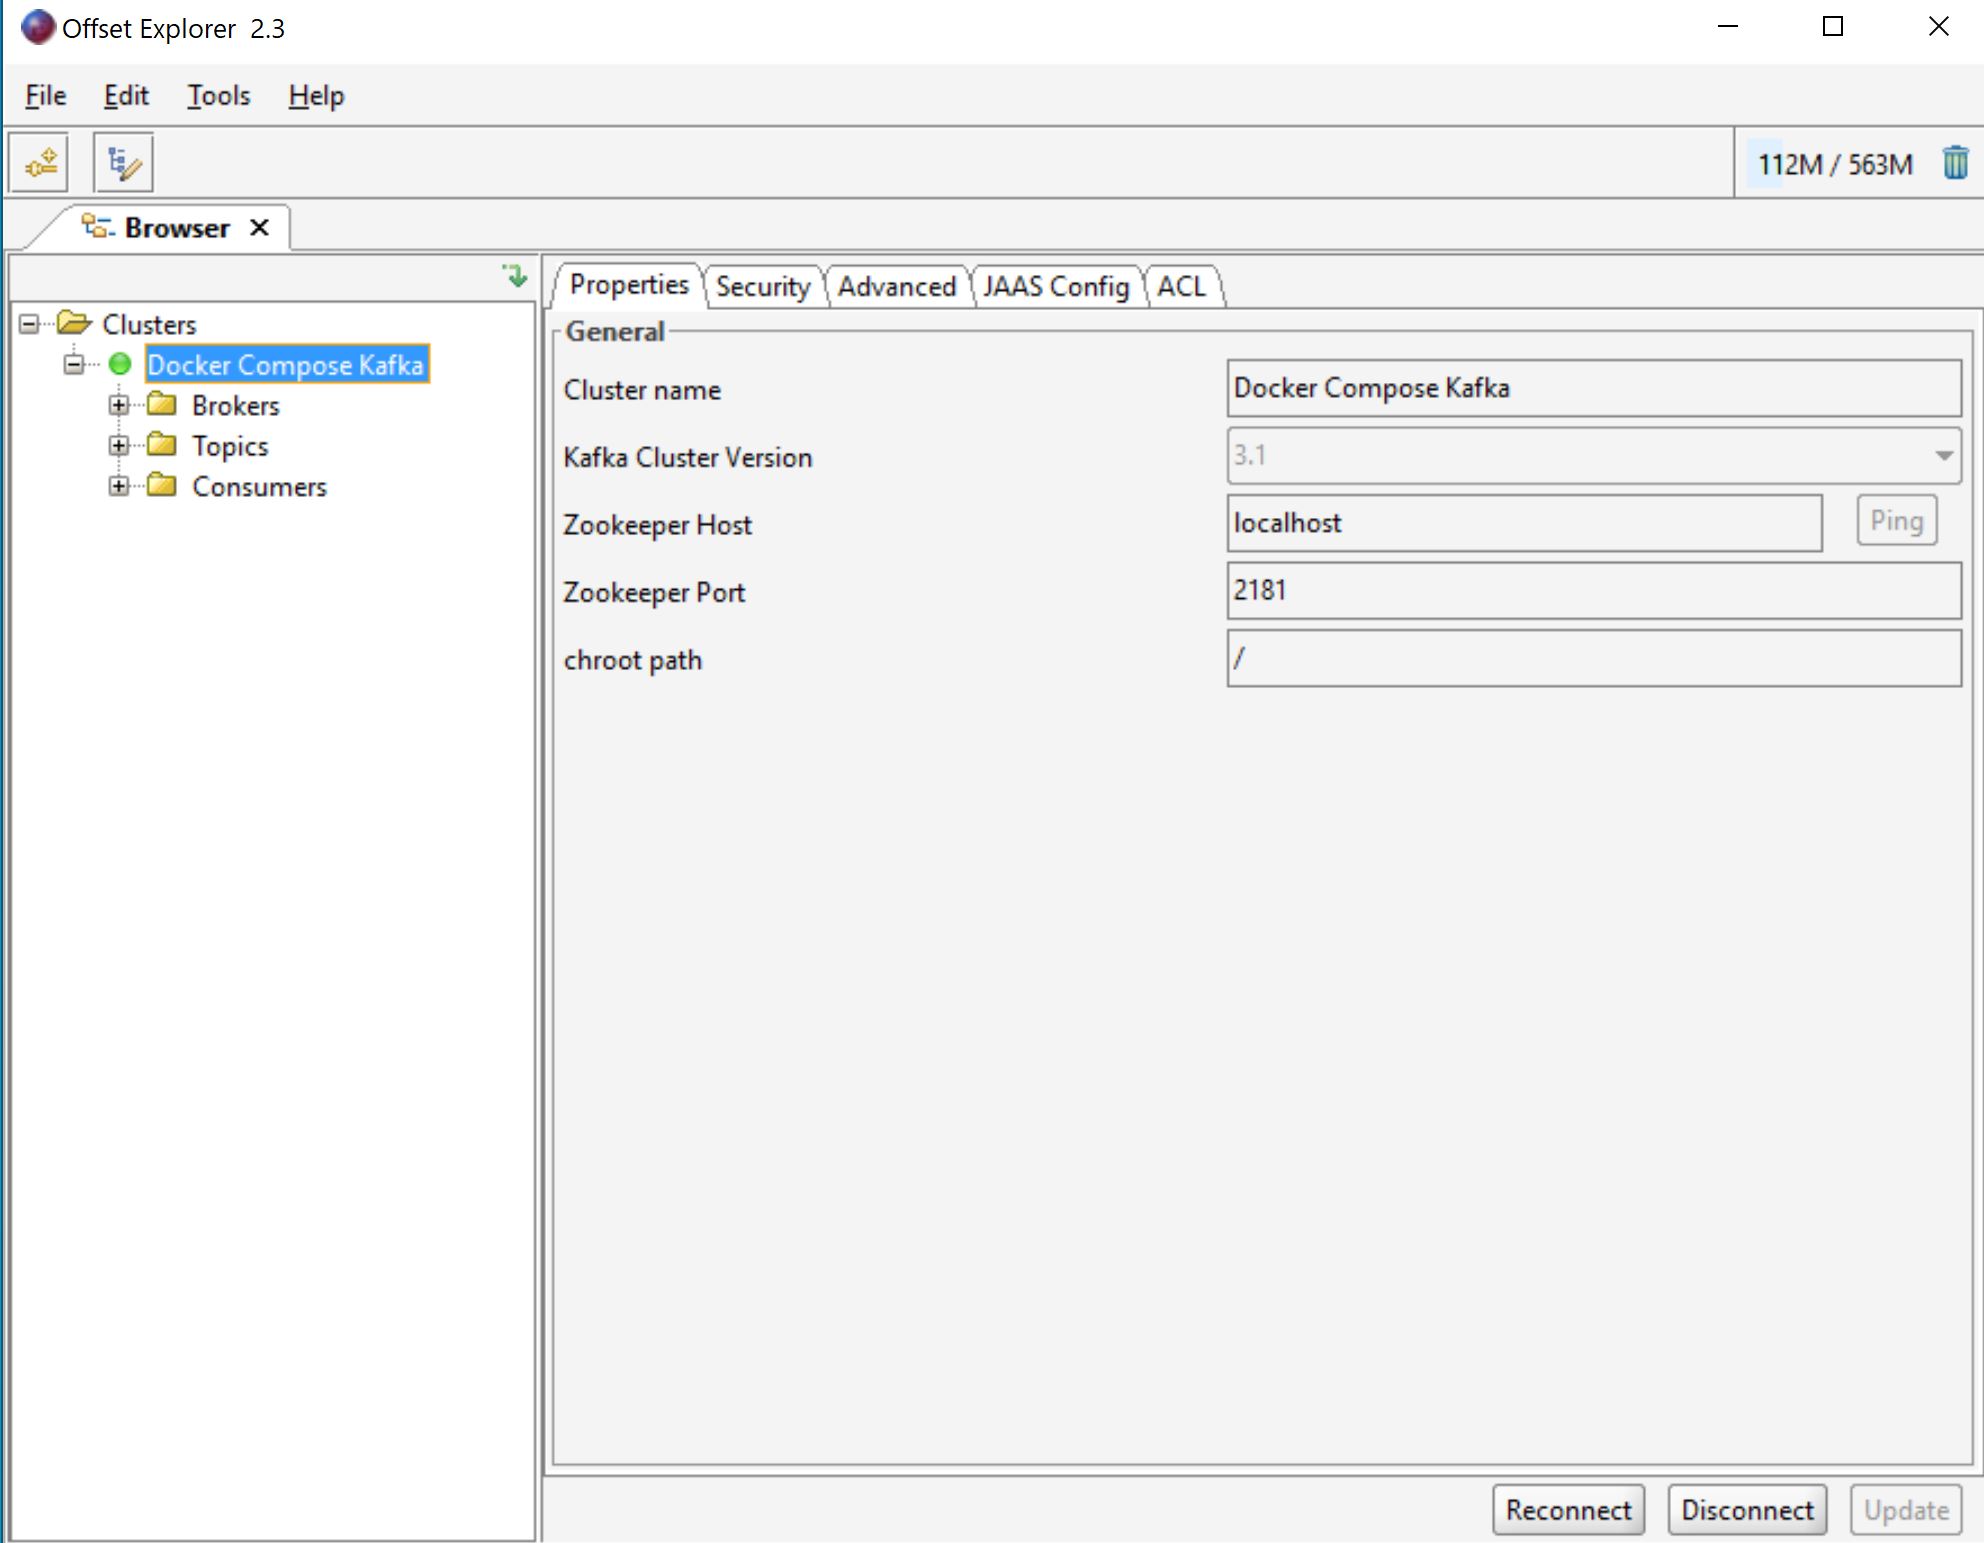 Offset Explorer 2.3
File Edit Tools Help
112M / 563M
Browser
Clusters
Docker Compose Kafka
Brokers
Topics
Consumers
Properties Security Advanced JAAS Config ACL
General
Cluster name Docker Compose Kafka
Kafka Cluster Version 3.1
Zookeeper Host localhost Ping
Zookeeper Port 2181
chroot path /
Reconnect Disconnect Update